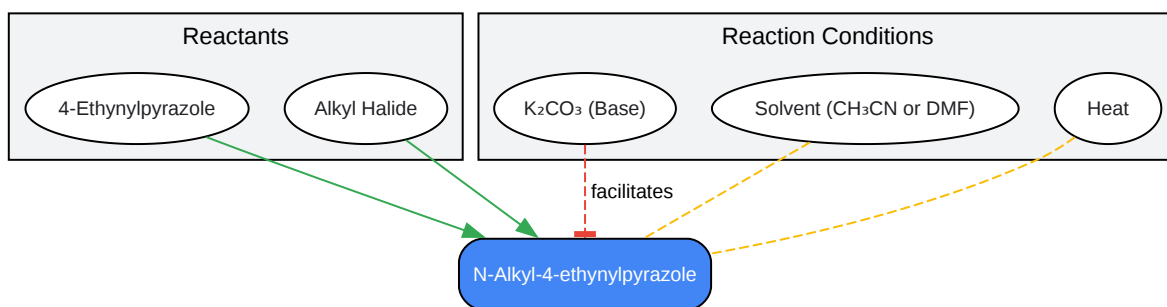 Reactants
Reaction Conditions
4-Ethynylpyrazole
Alkyl Halide
K₂CO₃ (Base)
Solvent (CH₃CN or DMF)
Heat
facilitates
N-Alkyl-4-ethynylpyrazole